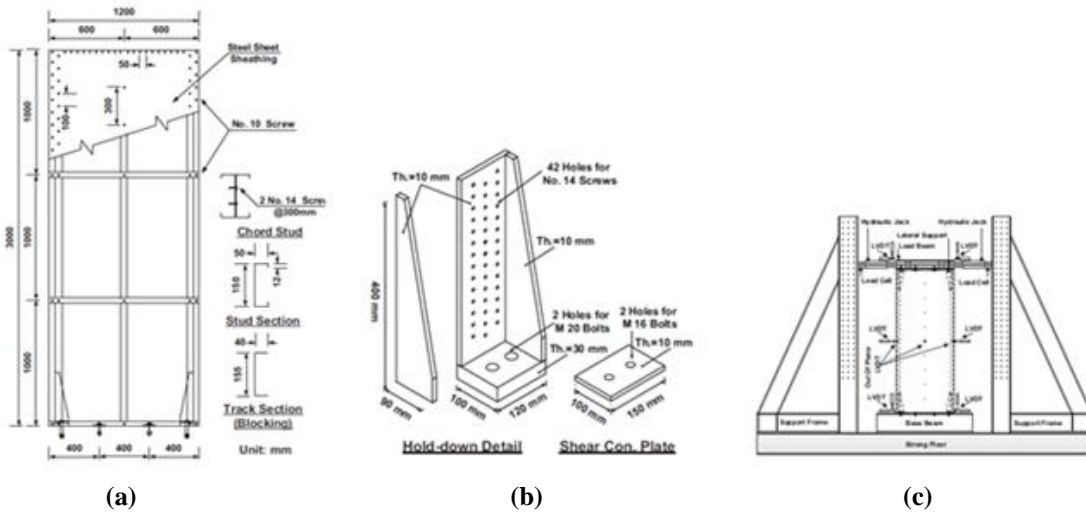 1200
600 600
Steel Sheet
Sheathing
50
300
100
No. 10 Screw
1000
3000
1000
1000
2 No. 14 Screw
@300mm
Chord Stud
50
150
12
Stud Section
40
155
Track Section
(Blocking)
400 400 400
Unit: mm
(a)
Th.=10 mm
42 Holes for
No. 14 Screws
Th.=10 mm
400 mm
2 Holes for
M 20 Bolts
Th.=30 mm
2 Holes for
M 16 Bolts
Th.=10 mm
90 mm
100 mm
120 mm
100 mm
150 mm
Hold-down Detail
Shear Con. Plate
(b)
Hydraulic Jack Hydraulic Jack
Lateral Support
LVDT Load Beam LVDT
Load Cell Load Cell
LVDT
Out Of Plane
LVDT
LVDT LVDT
Support Frame Base Beam Support Frame
Strong Floor
(c)